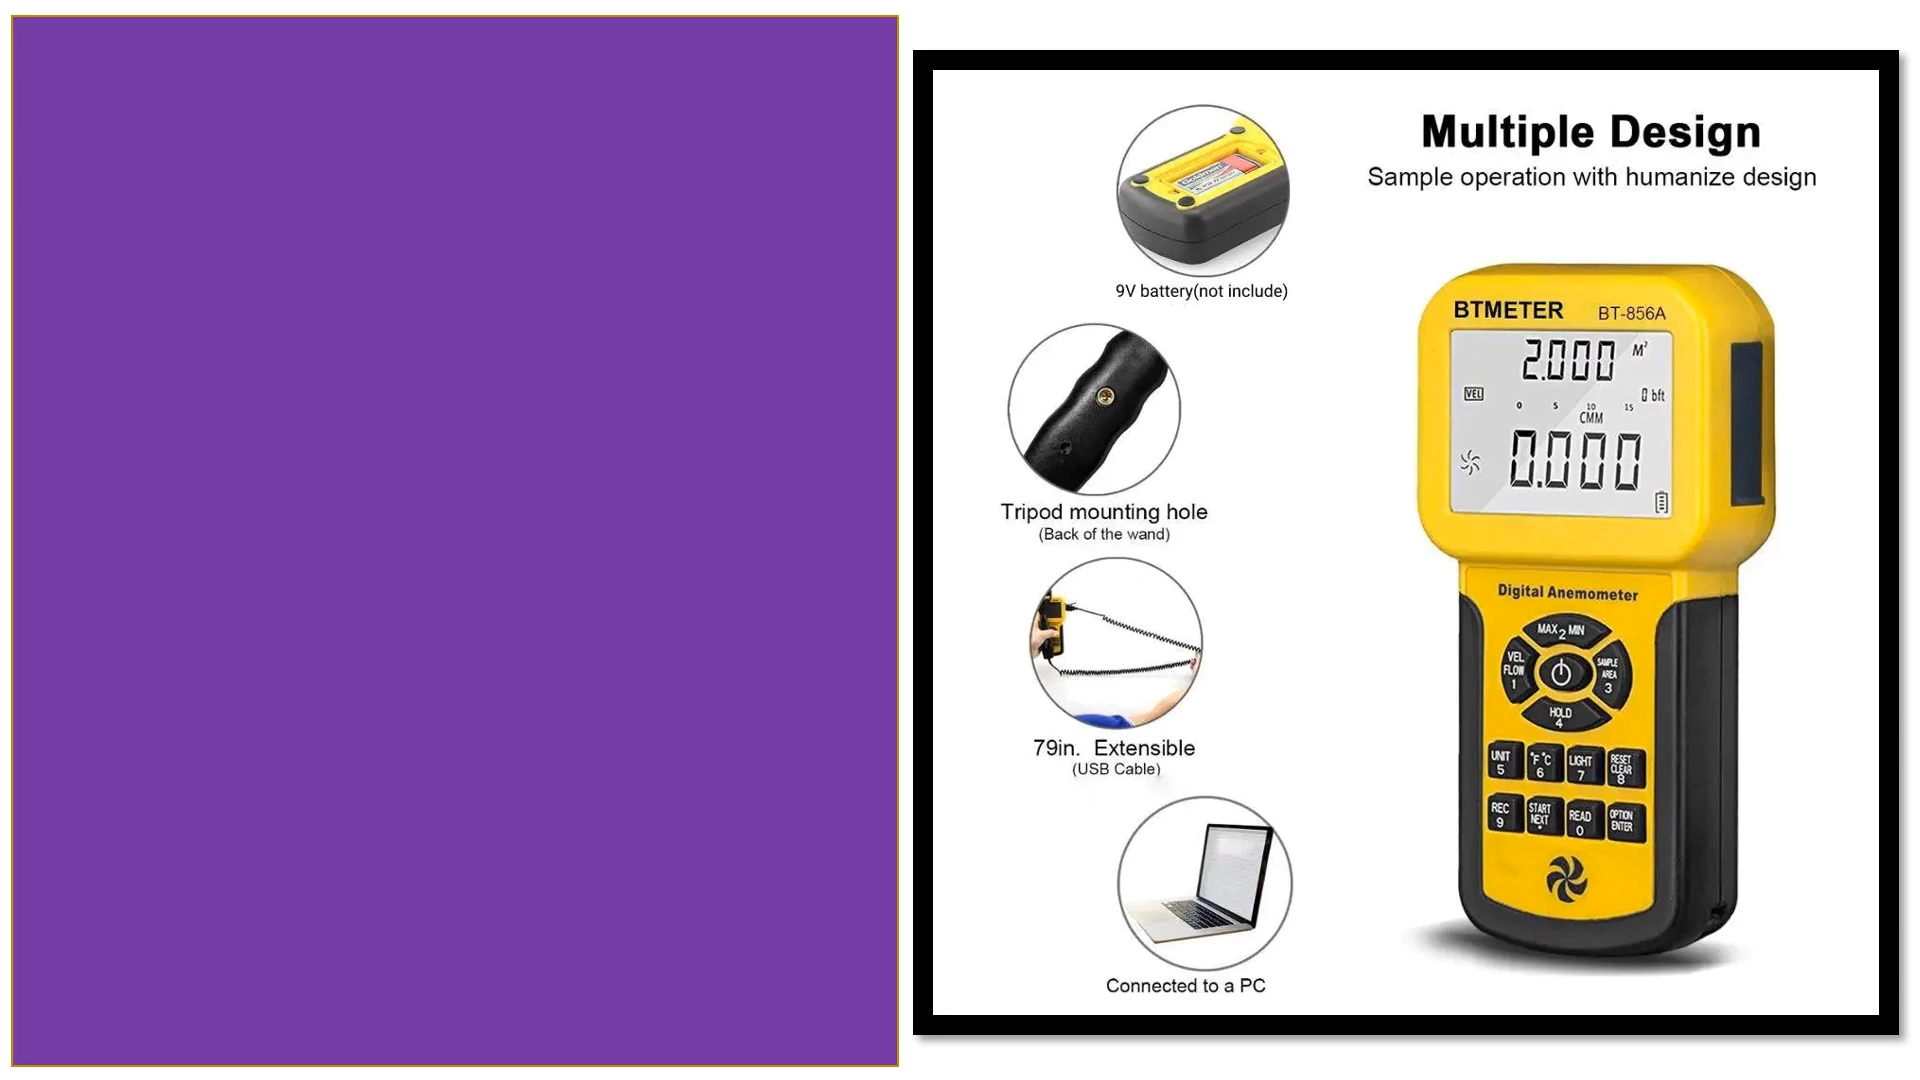 Multiple Design
Sample operation with humanize design
9V battery(not include)
Tripod mounting hole
(Back of the wand)
79in. Extensible
(USB Cable)
Connected to a PC
BTMETER BT-856A
2.000 M²
VEL
0 bft
0 5 10 15
CMM
0.000
Digital Anemometer
MAX 2 MIN
VEL
FLOW
1
SAMPLE
AREA
3
HOLD
4
UNIT
5
°F °C
6
LIGHT
7
RESET
CLEAR
8
REC
9
START
NEXT
.
READ
0
OPTION
ENTER